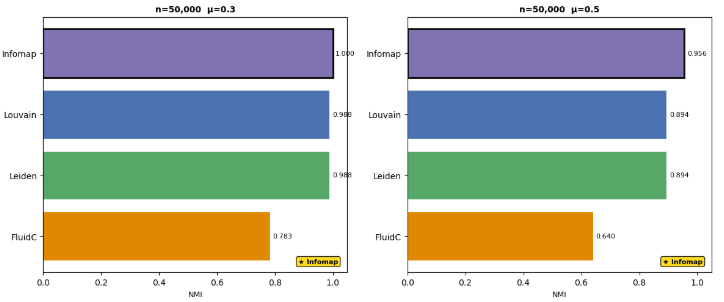 n=50,000 μ=0.3
Infomap
1.000
Louvain
0.988
Leiden
0.988
FluidC
0.783
★ Infomap
0.0 0.2 0.4 0.6 0.8 1.0
NMI
n=50,000 μ=0.5
Infomap
0.956
Louvain
0.894
Leiden
0.894
FluidC
0.640
★ Infomap
0.0 0.2 0.4 0.6 0.8 1.0
NMI